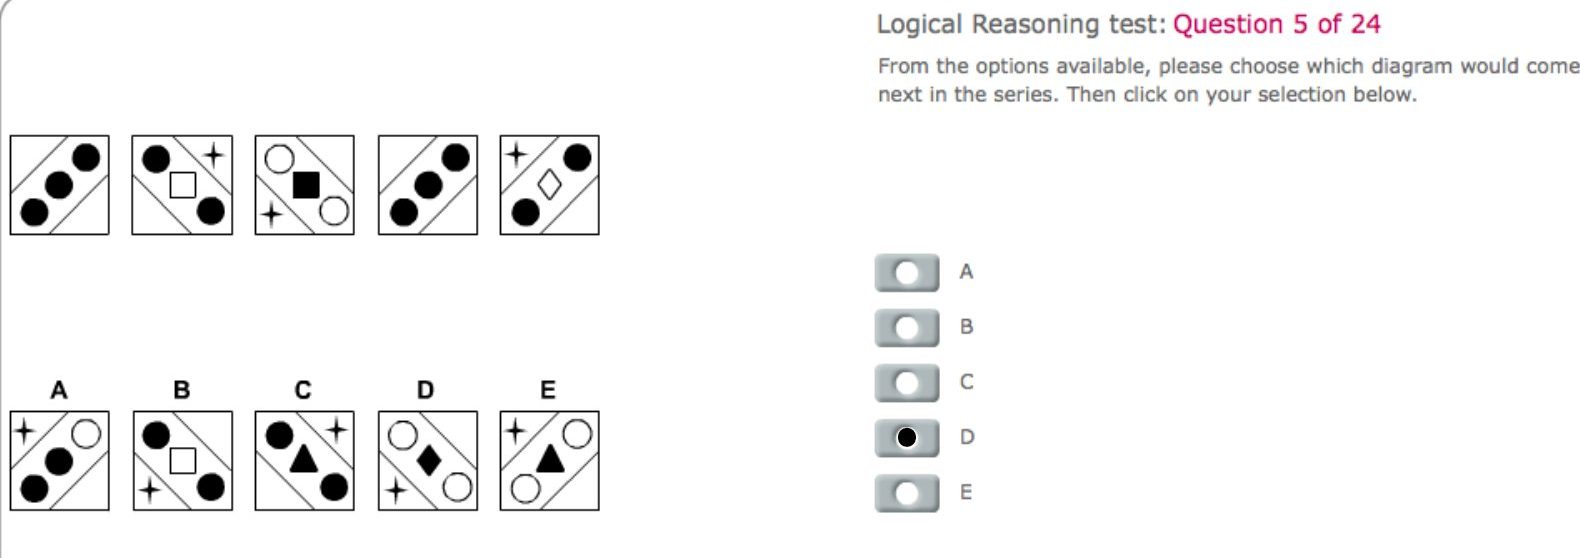 Logical Reasoning test: Question 5 of 24
From the options available, please choose which diagram would come
next in the series. Then click on your selection below.
A
B
C
D
E
A B C D E